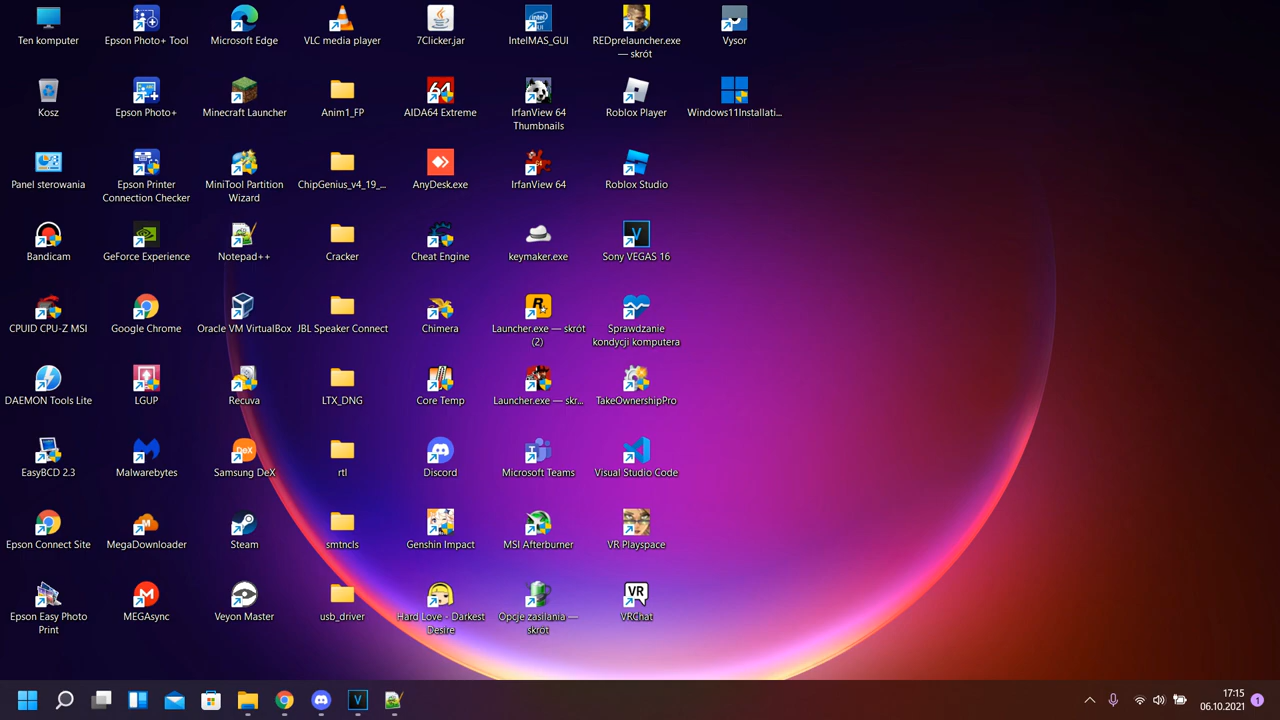 Ten komputer
Epson Photo+ Tool
Microsoft Edge
VLC media player
7Clicker.jar
IntelMAS_GUI
REDprelauncher.exe
— skrót
Vysor
Kosz
Epson Photo+
Minecraft Launcher
Anim1_FP
AIDA64 Extreme
IrfanView 64
Thumbnails
Roblox Player
Windows11Installati...
Panel sterowania
Epson Printer
Connection Checker
MiniTool Partition
Wizard
ChipGenius_v4_19_...
AnyDesk.exe
IrfanView 64
Roblox Studio
Bandicam
GeForce Experience
Notepad++
Cracker
Cheat Engine
keymaker.exe
Sony VEGAS 16
CPUID CPU-Z MSI
Google Chrome
Oracle VM VirtualBox
JBL Speaker Connect
Chimera
Launcher.exe — skrót
(2)
Sprawdzanie
kondycji komputera
DAEMON Tools Lite
LGUP
Recuva
LTX_DNG
Core Temp
Launcher.exe — skr...
TakeOwnershipPro
EasyBCD 2.3
Malwarebytes
Samsung DeX
rtl
Discord
Microsoft Teams
Visual Studio Code
Epson Connect Site
MegaDownloader
Steam
smtncls
Genshin Impact
MSI Afterburner
VR Playspace
Epson Easy Photo
Print
MEGAsync
Veyon Master
usb_driver
Hard Love - Darkest
Desire
Opcje zasilania —
skrót
VR
VRChat
17:15
06.10.2021
1